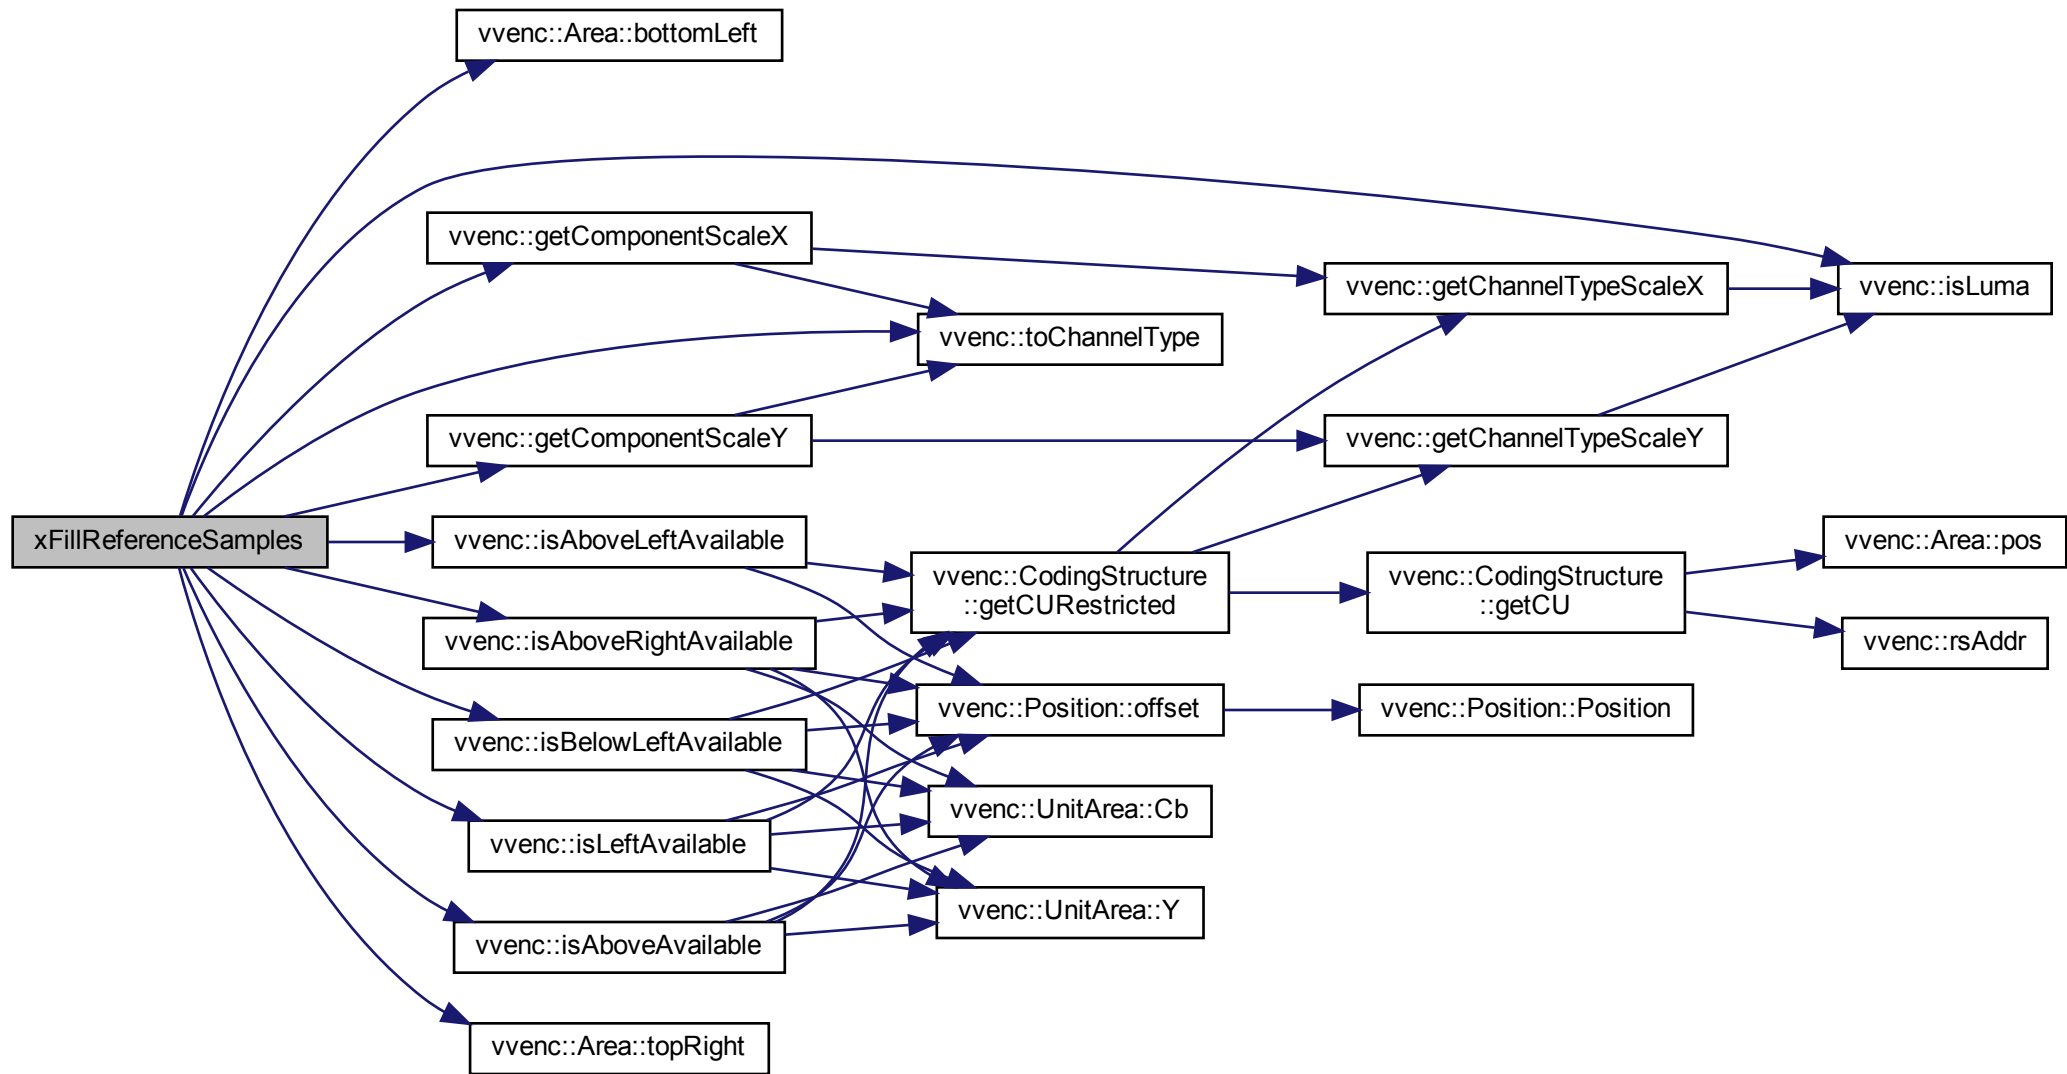 vvenc::Area::bottomLeft
vvenc::getComponentScaleX
vvenc::getChannelTypeScaleX
vvenc::isLuma
vvenc::toChannelType
vvenc::getComponentScaleY
vvenc::getChannelTypeScaleY
xFillReferenceSamples
vvenc::isAboveLeftAvailable
vvenc::CodingStructure
::getCURestricted
vvenc::CodingStructure
::getCU
vvenc::Area::pos
vvenc::isAboveRightAvailable
vvenc::rsAddr
vvenc::isBelowLeftAvailable
vvenc::Position::offset
vvenc::Position::Position
vvenc::isLeftAvailable
vvenc::UnitArea::Cb
vvenc::isAboveAvailable
vvenc::UnitArea::Y
vvenc::Area::topRight